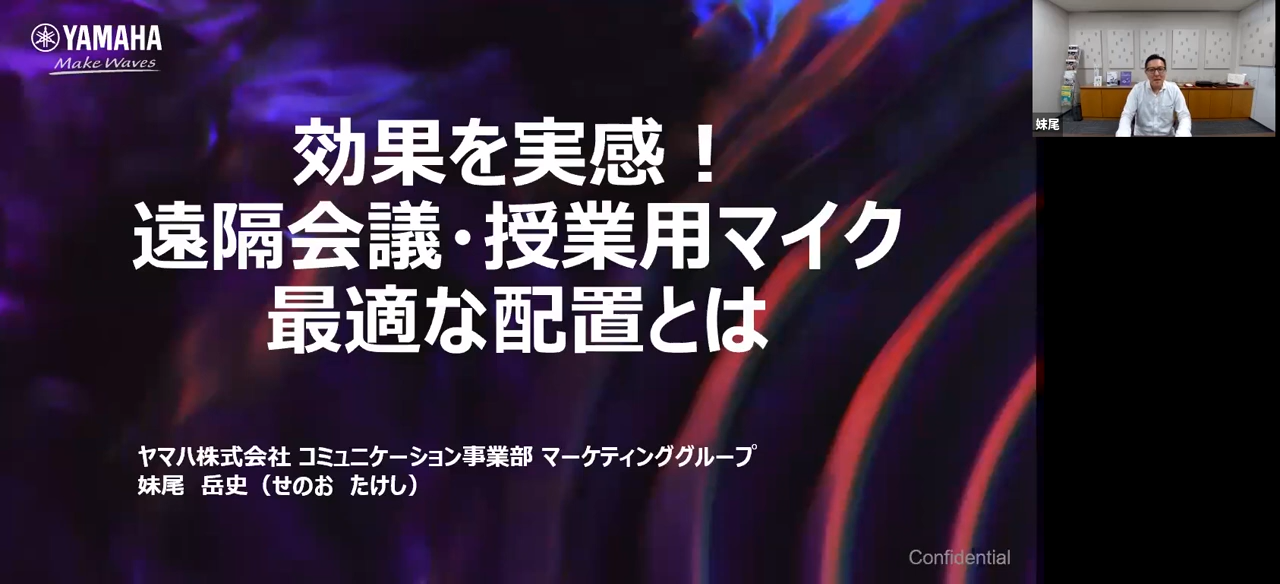 YAMAHA
Make Waves
効果を実感！
遠隔会議・授業用マイク
最適な配置とは
ヤマハ株式会社 コミュニケーション事業部 マーケティンググループ
妹尾　岳史（せのお　たけし）
Confidential
妹尾